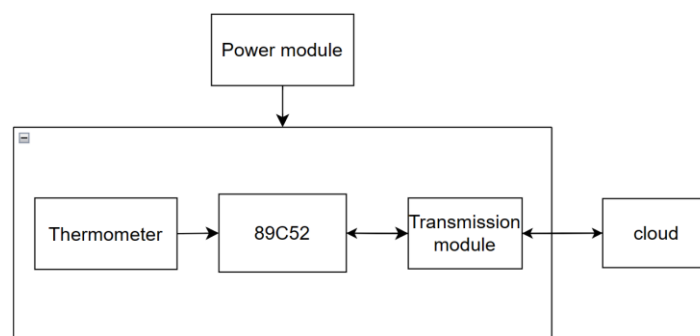 Power module
Thermometer
89C52
Transmission
module
cloud